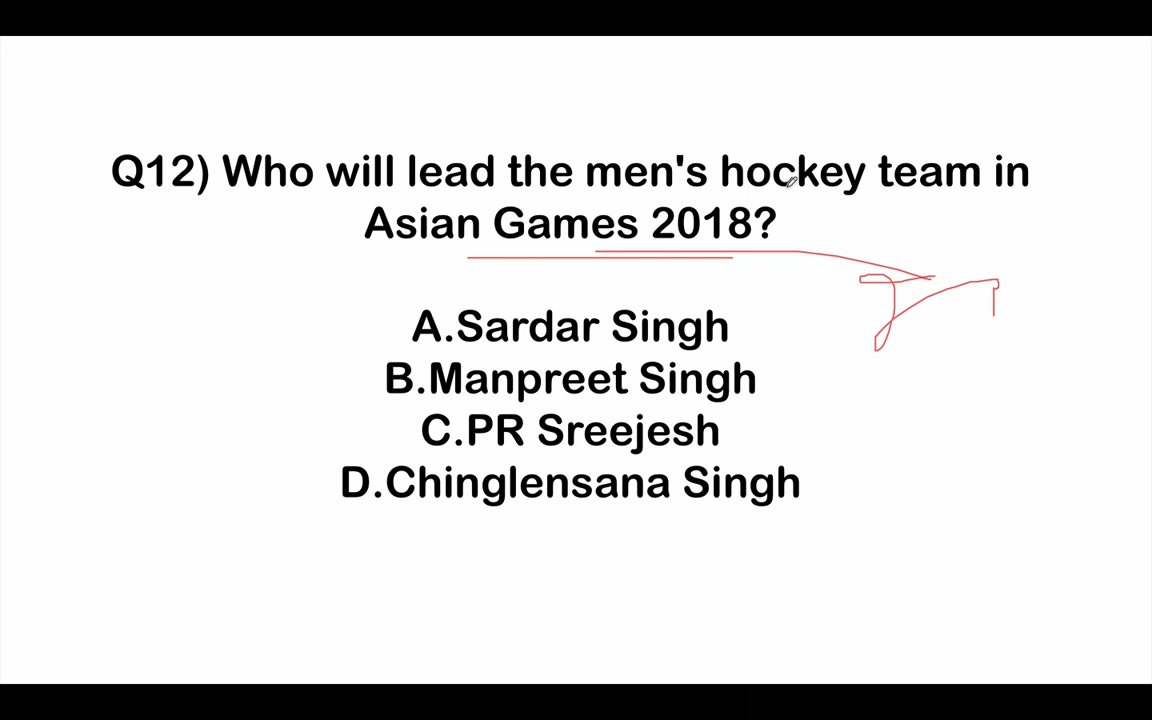 Q12) Who will lead the men's hockey team in
Asian Games 2018?
A.Sardar Singh
B.Manpreet Singh
C.PR Sreejesh
D.Chinglensana Singh